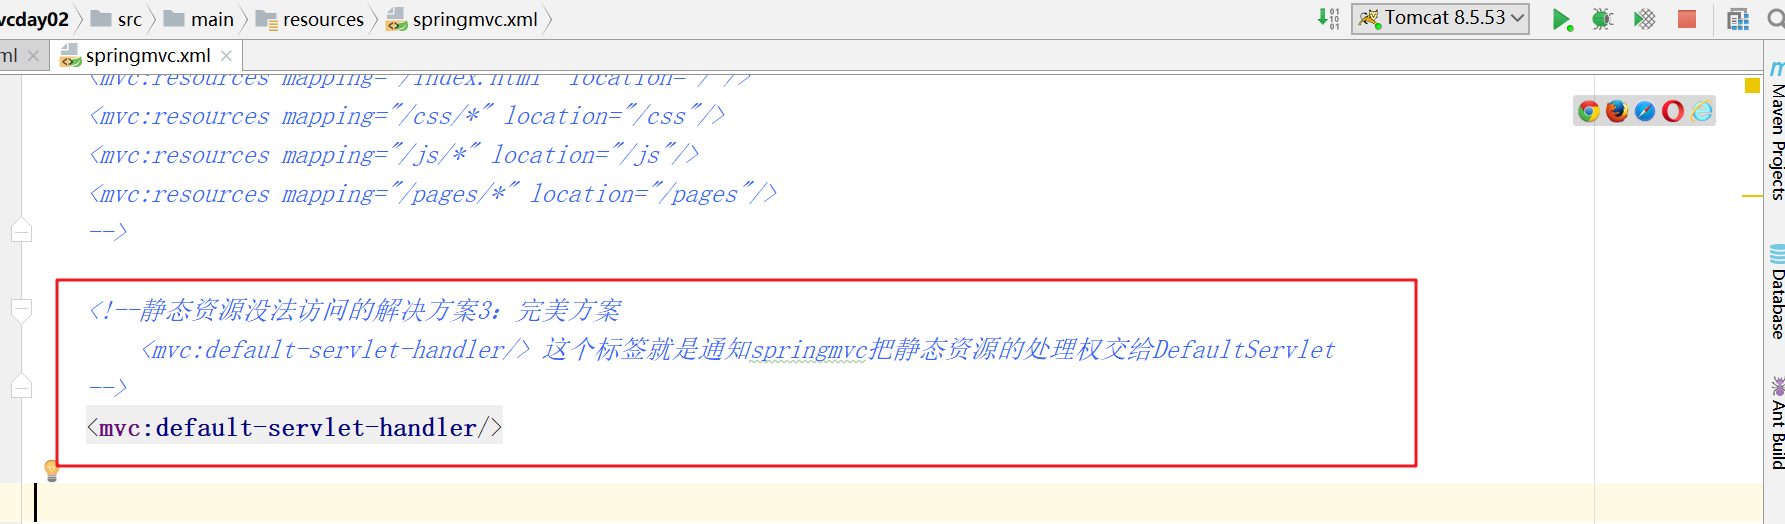 vcday02 src main resources springmvc.xml
Tomcat 8.5.53
ml springmvc.xml
<mvc:resources mapping="/index.html" location="/"/>
<mvc:resources mapping="/css/*" location="/css"/>
<mvc:resources mapping="/js/*" location="/js"/>
<mvc:resources mapping="/pages/*" location="/pages"/>
-->
<!--静态资源没法访问的解决方案3：完美方案
<mvc:default-servlet-handler/> 这个标签就是通知springmvc把静态资源的处理权交给DefaultServlet
-->
<mvc:default-servlet-handler/>
Maven Projects
Database
Ant Build